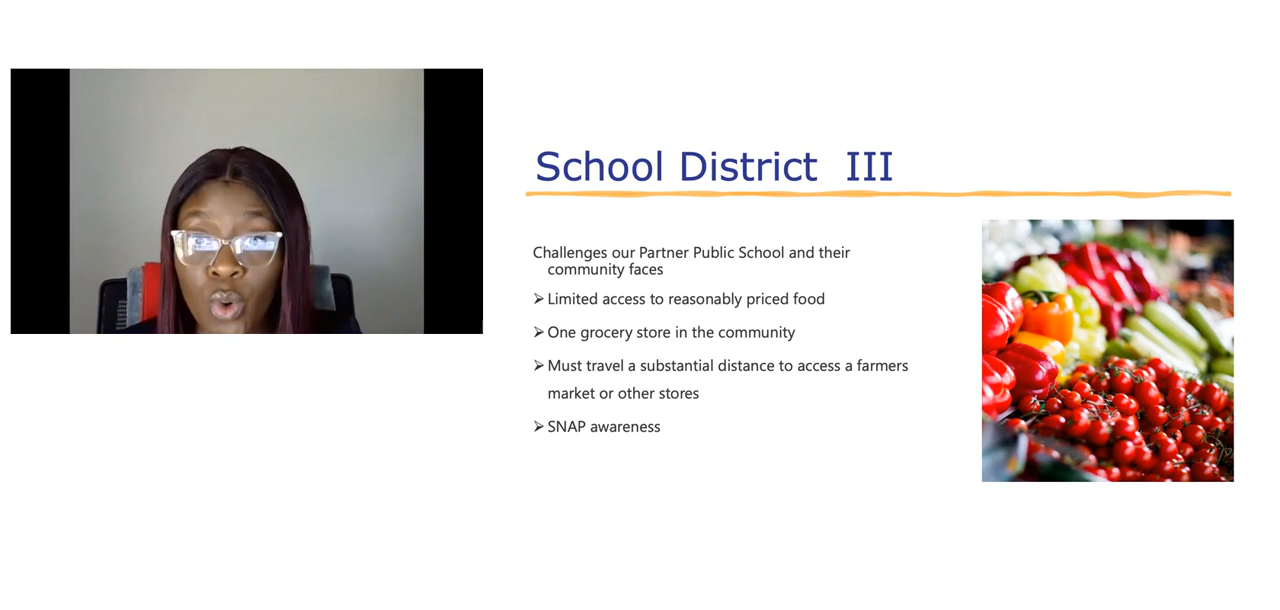 School District III
Challenges our Partner Public School and their
community faces
➢ Limited access to reasonably priced food
➢ One grocery store in the community
➢ Must travel a substantial distance to access a farmers
market or other stores
➢ SNAP awareness